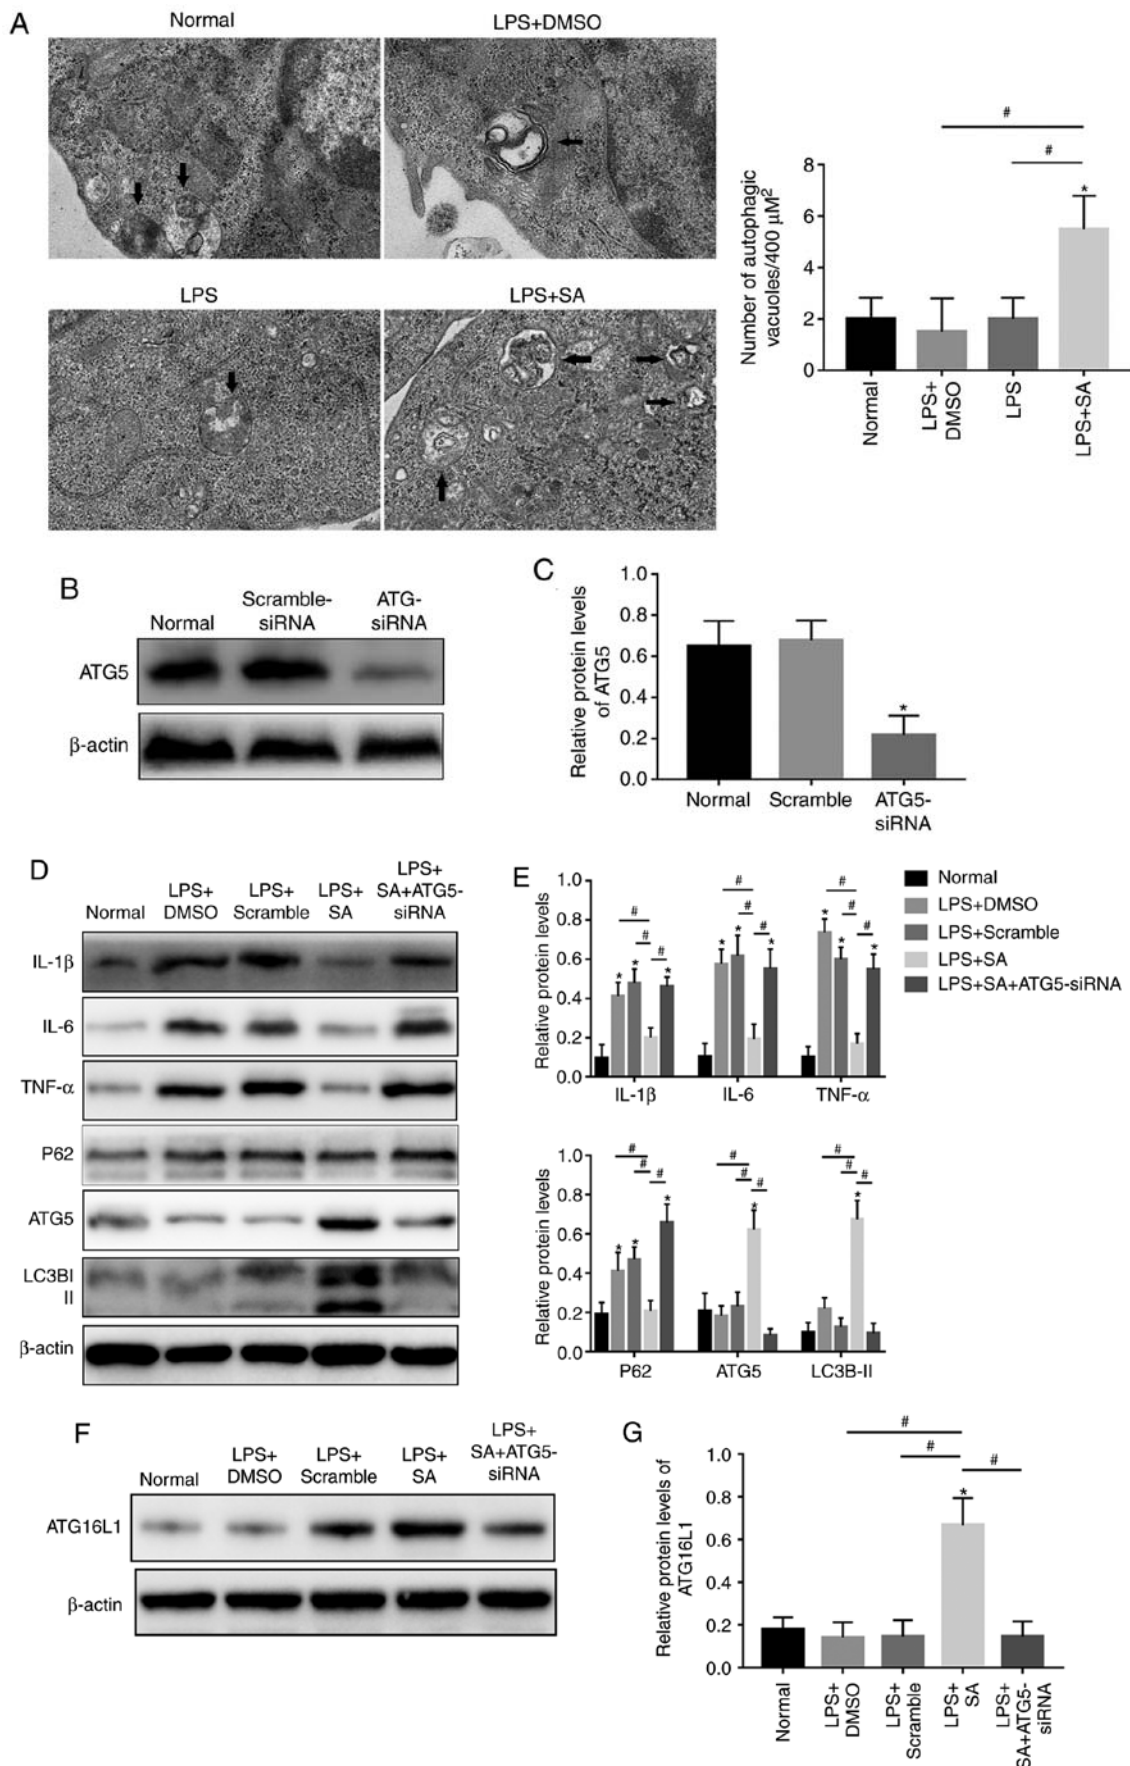 A
Normal
LPS+DMSO
LPS
LPS+SA
#
#
*
8
6
4
2
0
Number of autophagic
vacuoles/400 µM²
Normal
LPS+
DMSO
LPS
LPS+SA
B
Normal
Scramble-
siRNA
ATG-
siRNA
ATG5
β-actin
C
1.0
0.8
0.6
0.4
0.2
0.0
Relative protein levels
of ATG5
*
Normal
Scramble
ATG5-
siRNA
D
Normal
LPS+
DMSO
LPS+
Scramble
LPS+
SA
LPS+
SA+ATG5-
siRNA
IL-1β
IL-6
TNF-α
P62
ATG5
LC3BI
II
β-actin
E
Normal
LPS+DMSO
LPS+Scramble
LPS+SA
LPS+SA+ATG5-siRNA
1.0
0.8
0.6
0.4
0.2
0.0
Relative protein levels
# # # #
* * *
# # # #
* * *
# # # #
* * *
IL-1β
IL-6
TNF-α
1.0
0.8
0.6
0.4
0.2
0.0
Relative protein levels
# # #
* * *
# # #
*
# # #
*
P62
ATG5
LC3B-II
F
Normal
LPS+
DMSO
LPS+
Scramble
LPS+
SA
LPS+
SA+ATG5-
siRNA
ATG16L1
β-actin
G
#
#
#
*
1.0
0.8
0.6
0.4
0.2
0.0
Relative protein levels of
ATG16L1
Normal
LPS+
DMSO
LPS+
Scramble
LPS+
SA
LPS+
SA+ATG5-
siRNA